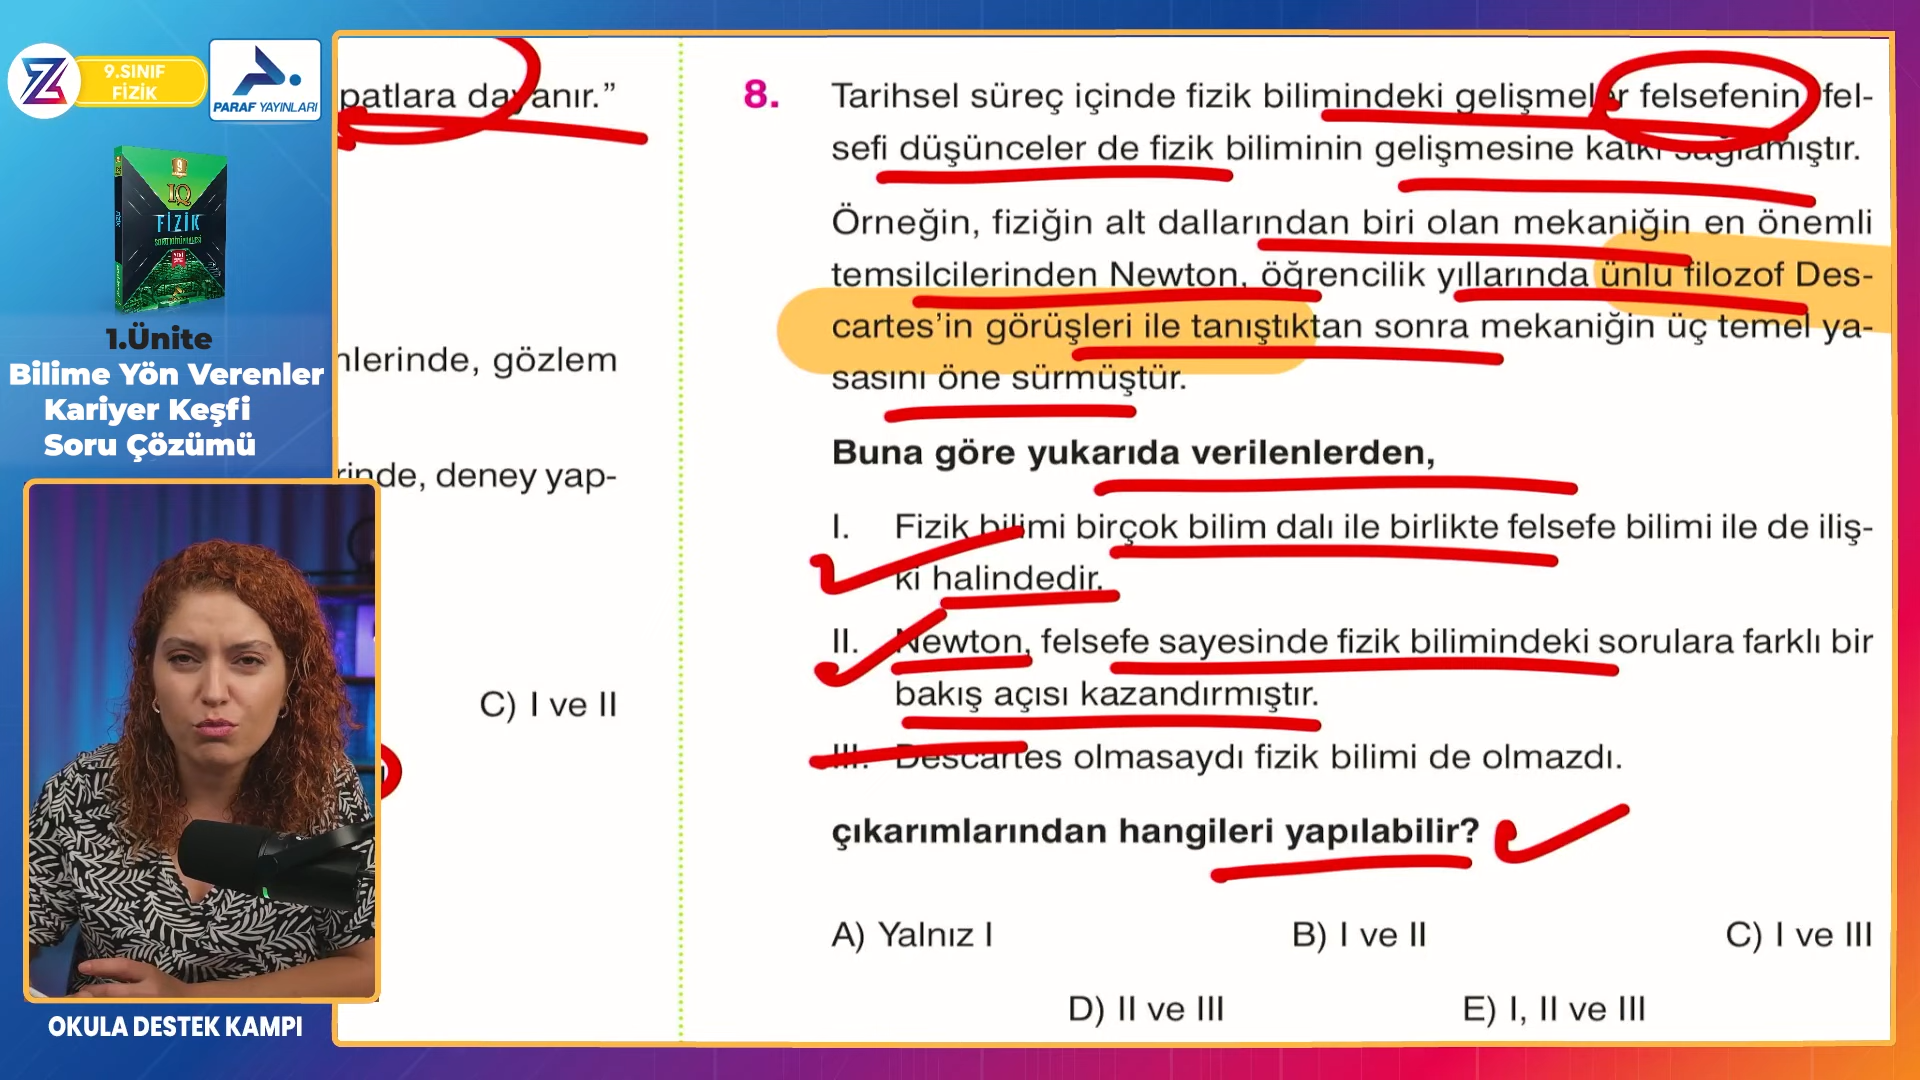 9.SINIF
FİZİK
PARAF YAYINLARI
9
IQ
FİZİK
1.Ünite
Bilime Yön Verenler
Kariyer Keşfi
Soru Çözümü
OKULA DESTEK KAMPI
patlara dayanır.”
nlerinde, gözlem
rinde, deney yap-
C) I ve II
8. Tarihsel süreç içinde fizik bilimindeki gelişmeler felsefenin, fel-
sefi düşünceler de fizik biliminin gelişmesine katkı sağlamıştır.
Örneğin, fiziğin alt dallarından biri olan mekaniğin en önemli
temsilcilerinden Newton, öğrencilik yıllarında ünlü filozof Des-
cartes’in görüşleri ile tanıştıktan sonra mekaniğin üç temel ya-
sasını öne sürmüştür.
Buna göre yukarıda verilenlerden,
I. Fizik bilimi birçok bilim dalı ile birlikte felsefe bilimi ile de iliş-
ki halindedir.
II. Newton, felsefe sayesinde fizik bilimindeki sorulara farklı bir
bakış açısı kazandırmıştır.
III. Descartes olmasaydı fizik bilimi de olmazdı.
çıkarımlarından hangileri yapılabilir?
A) Yalnız I B) I ve II C) I ve III
D) II ve III E) I, II ve III